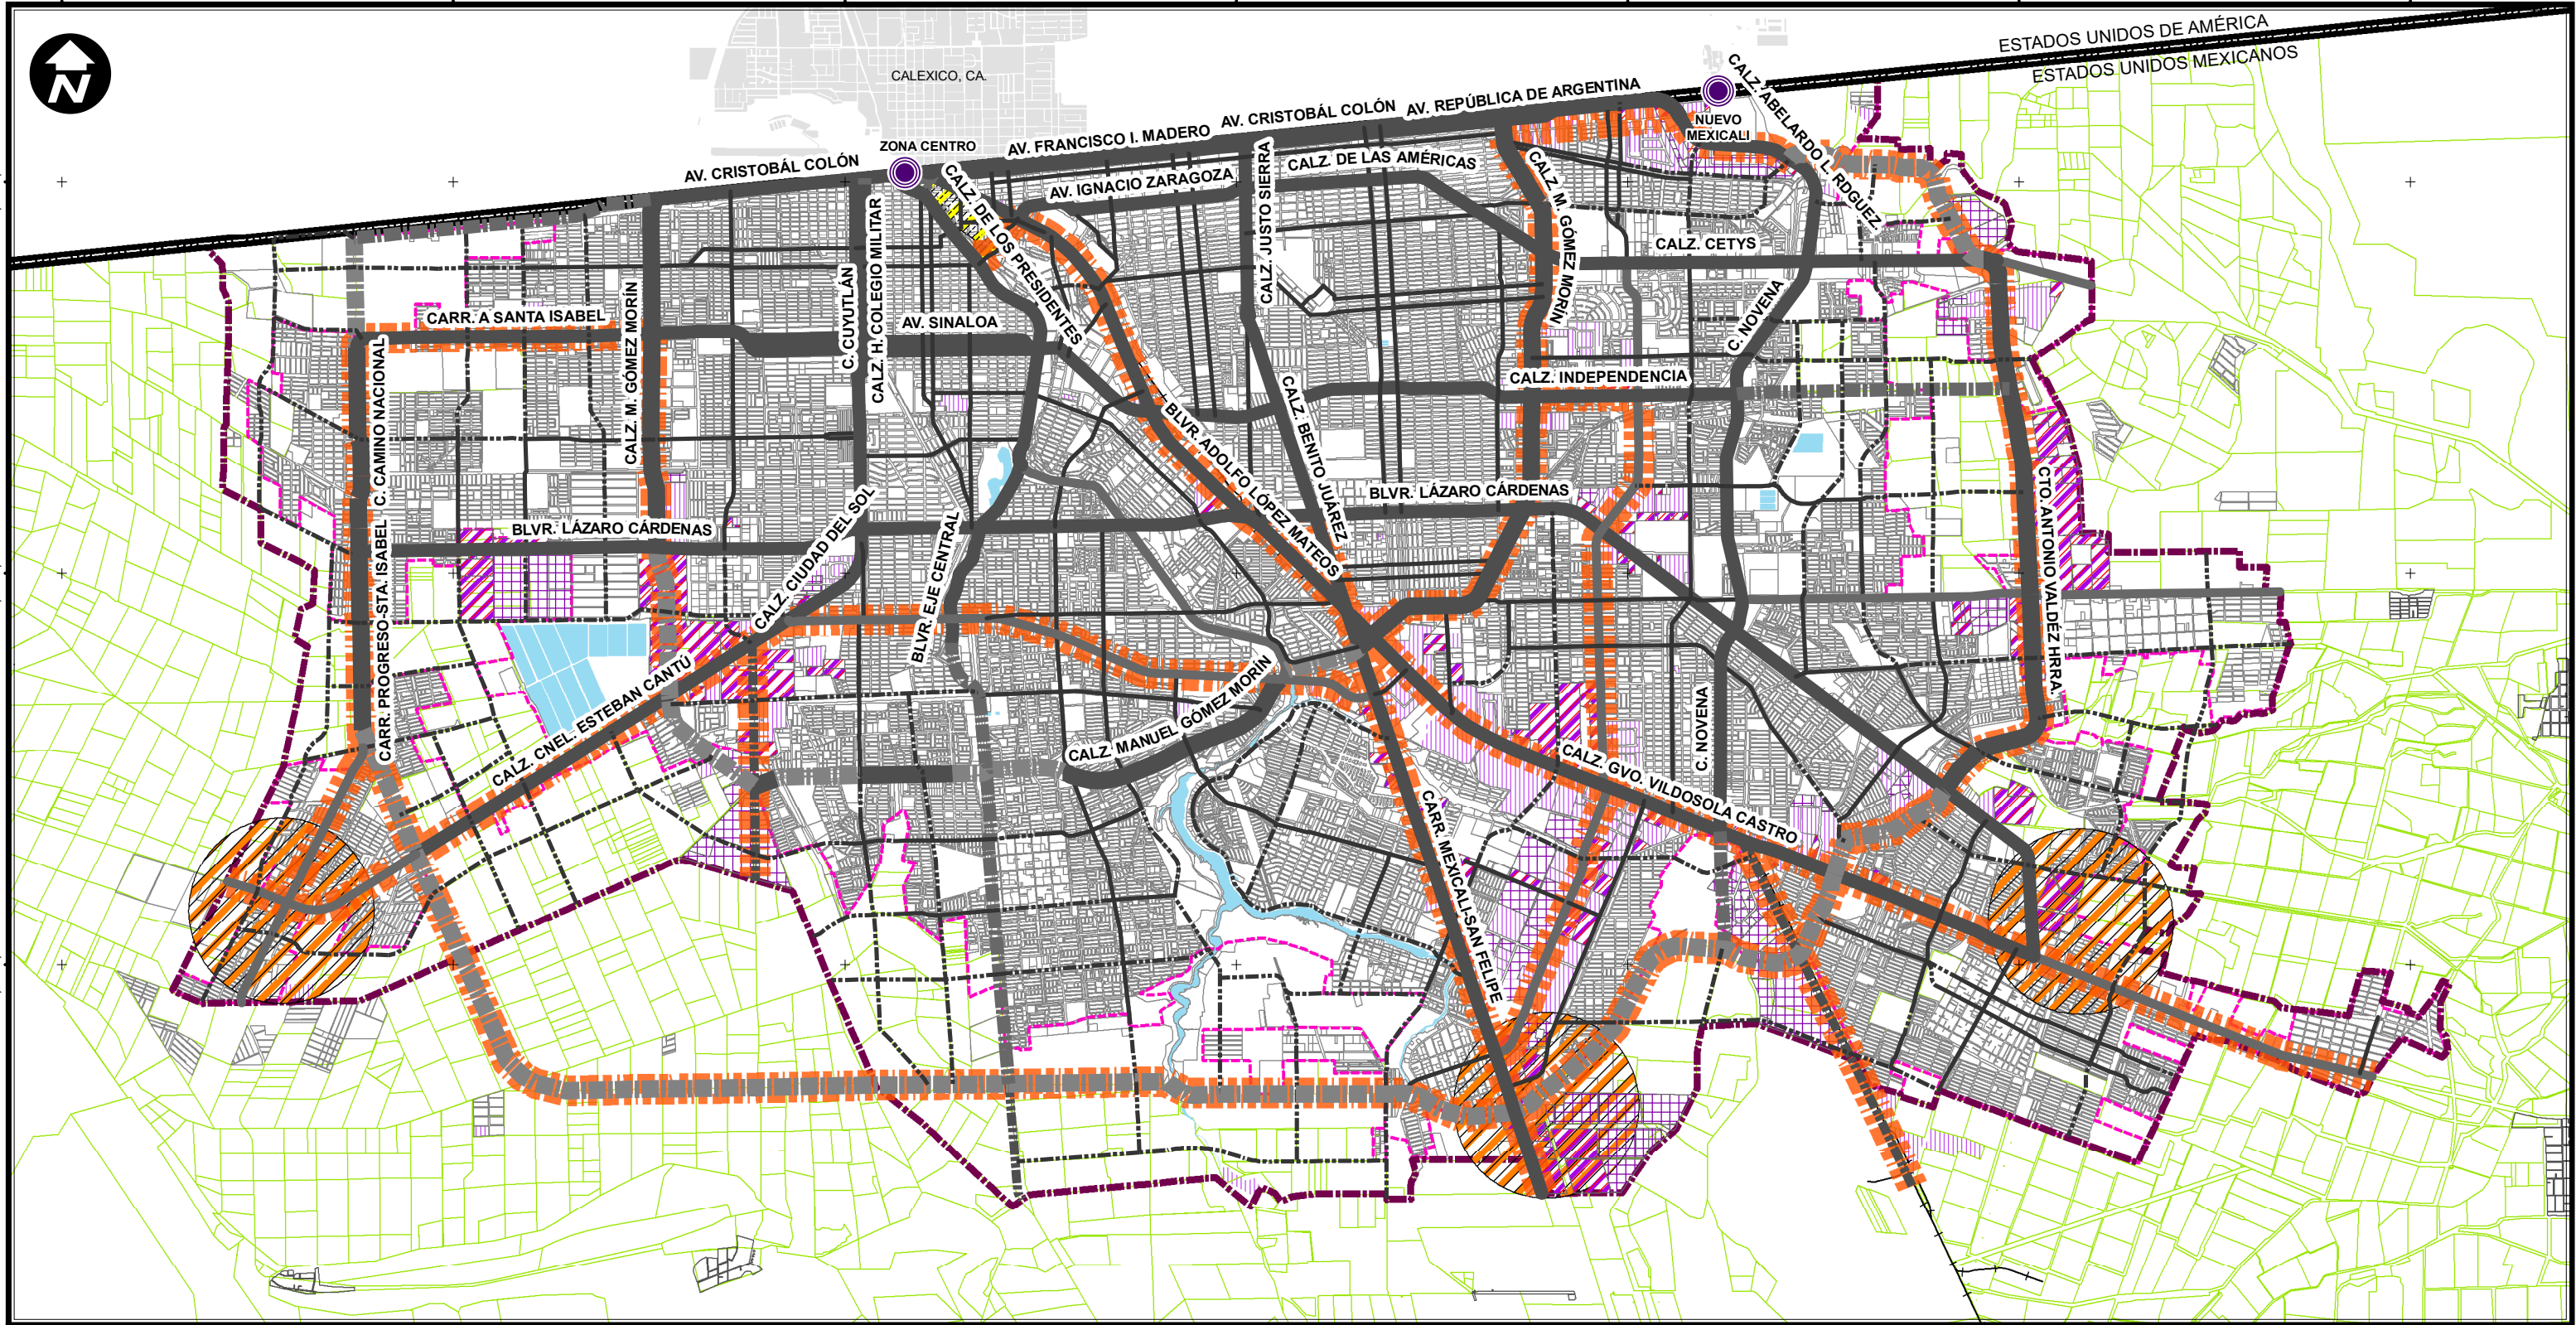 ESTADOS UNIDOS DE AMÉRICA
ESTADOS UNIDOS MEXICANOS
N
CALEXICO, CA.
CALZ. ABELARDO L. RDGUEZ.
AV. REPÚBLICA DE ARGENTINA
AV. CRISTOBÁL COLÓN
AV. FRANCISCO I. MADERO
NUEVO
MEXICALI
ZONA CENTRO
AV. CRISTOBÁL COLÓN
CALZ. DE LAS AMÉRICAS
AV. IGNACIO ZARAGOZA
CALZ. DE LOS PRESIDENTES
CALZ. JUSTO SIERRA
CALZ. M. GÓMEZ MORÍN
CALZ. CETYS
CALZ. H. COLEGIO MILITAR
C. CUYUTLÁN
CARR. A SANTA ISABEL
AV. SINALOA
CALZ. M. GÓMEZ MORÍN
C. NOVENA
C. CAMINO NACIONAL
CALZ. INDEPENDENCIA
CALZ. BENITO JUÁREZ
BLVR. ADOLFO LÓPEZ MATEOS
BLVR. LÁZARO CÁRDENAS
BLVR. LÁZARO CÁRDENAS
CTO. ANTONIO VALDÉZ HRRA.
CALZ. CIUDAD DEL SOL
BLVR. EJE CENTRAL
CARR. PROGRESO-STA. ISABEL
CALZ. CNEL. ESTEBAN CANTÚ
CALZ. MANUEL GÓMEZ MORÍN
C. NOVENA
CALZ. GVO. VILDOSOLA CASTRO
CARR. MEXICALI-SAN FELIPE